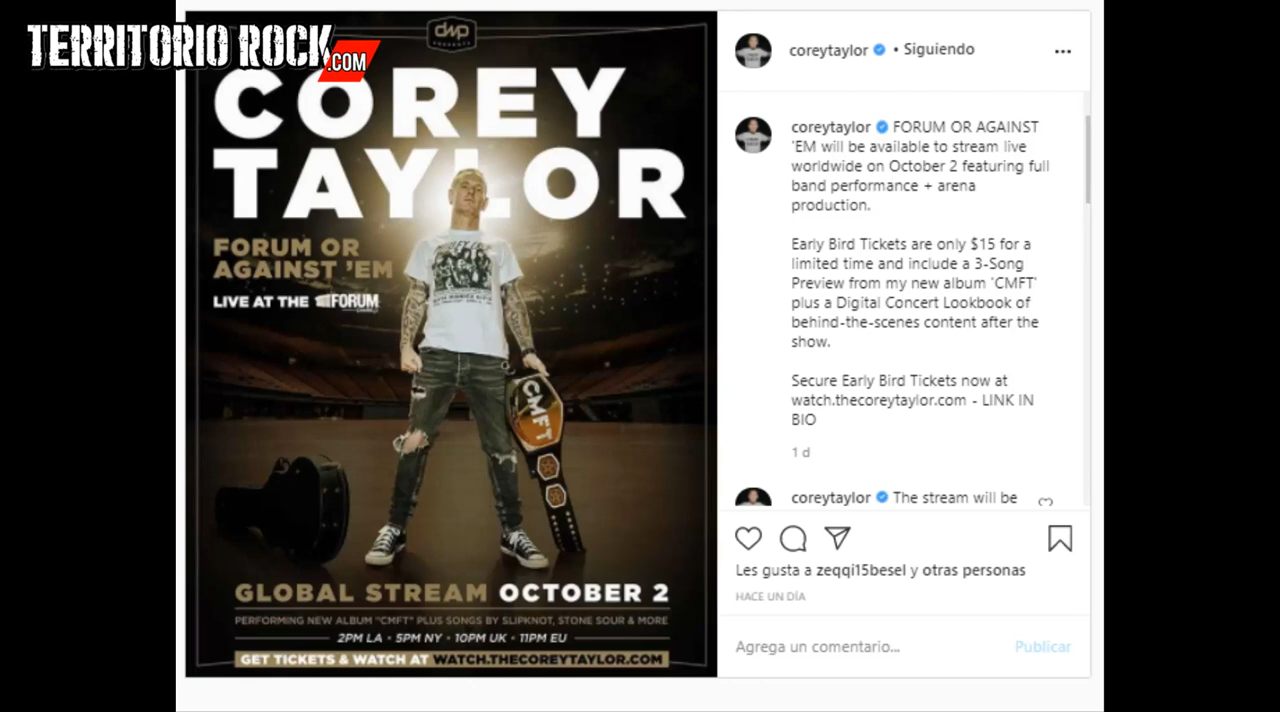 TERRITORIO ROCK
.COM
dwp
PRESENTS
COREY
TAYLOR
FORUM OR
AGAINST 'EM
LIVE AT THE FORUM
CMFT
GLOBAL STREAM OCTOBER 2
PERFORMING NEW ALBUM "CMFT" PLUS SONGS BY SLIPKNOT, STONE SOUR & MORE
2PM LA • 5PM NY • 10PM UK • 11PM EU
GET TICKETS & WATCH AT WATCH.THECOREYTAYLOR.COM
coreytaylor • Siguiendo
coreytaylor FORUM OR AGAINST
'EM will be available to stream live
worldwide on October 2 featuring full
band performance + arena
production.
Early Bird Tickets are only $15 for a
limited time and include a 3-Song
Preview from my new album 'CMFT'
plus a Digital Concert Lookbook of
behind-the-scenes content after the
show.
Secure Early Bird Tickets now at
watch.thecoreytaylor.com - LINK IN
BIO
1 d
coreytaylor The stream will be
Les gusta a zeqqi15besel y otras personas
HACE UN DÍA
Agrega un comentario...
Publicar